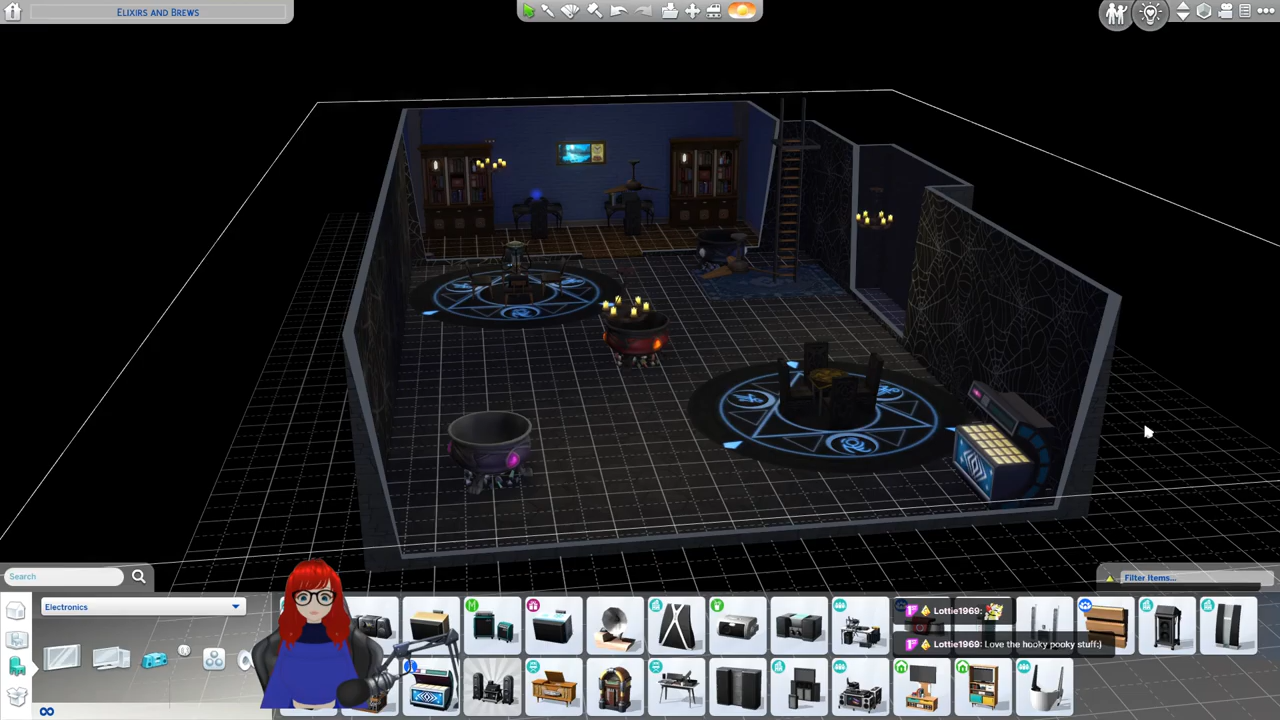 ELIXIRS AND BREWS
Search
Filter Items...
Electronics
Lottie1969:
Lottie1969: Love the hooky pooky stuff:)